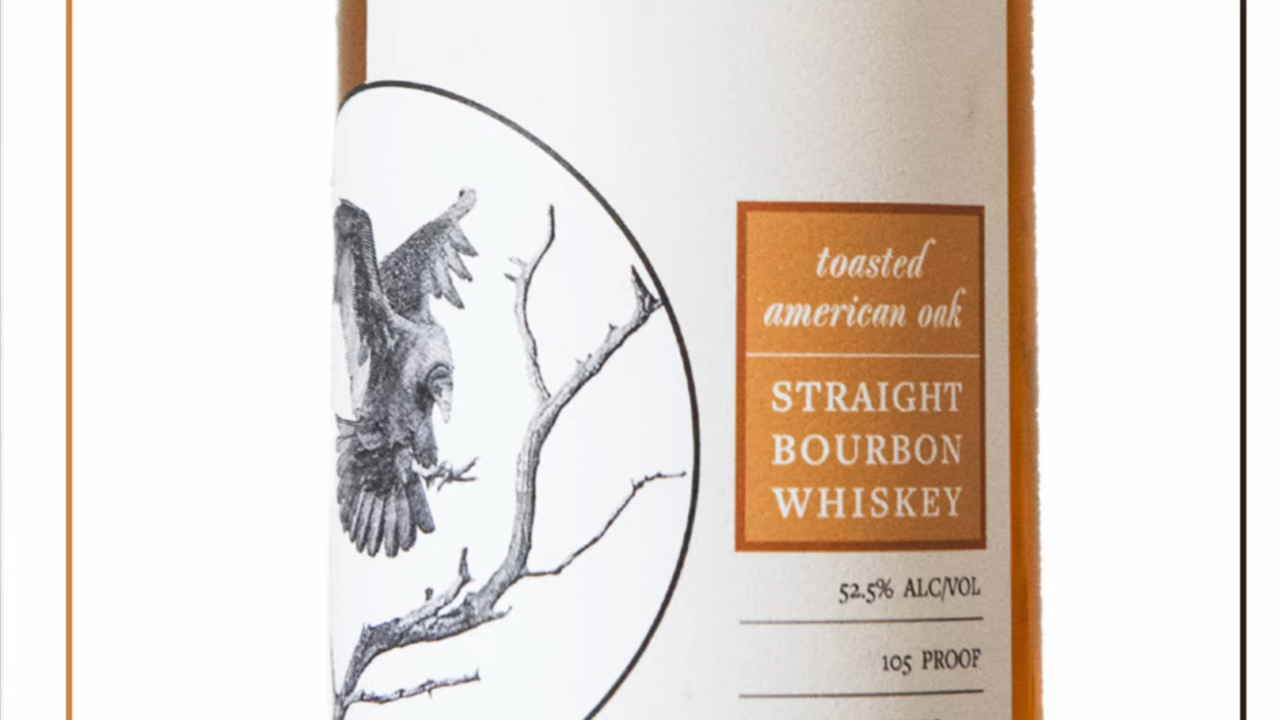 toasted
american oak
STRAIGHT
BOURBON
WHISKEY
52.5% ALC/VOL
105 PROOF